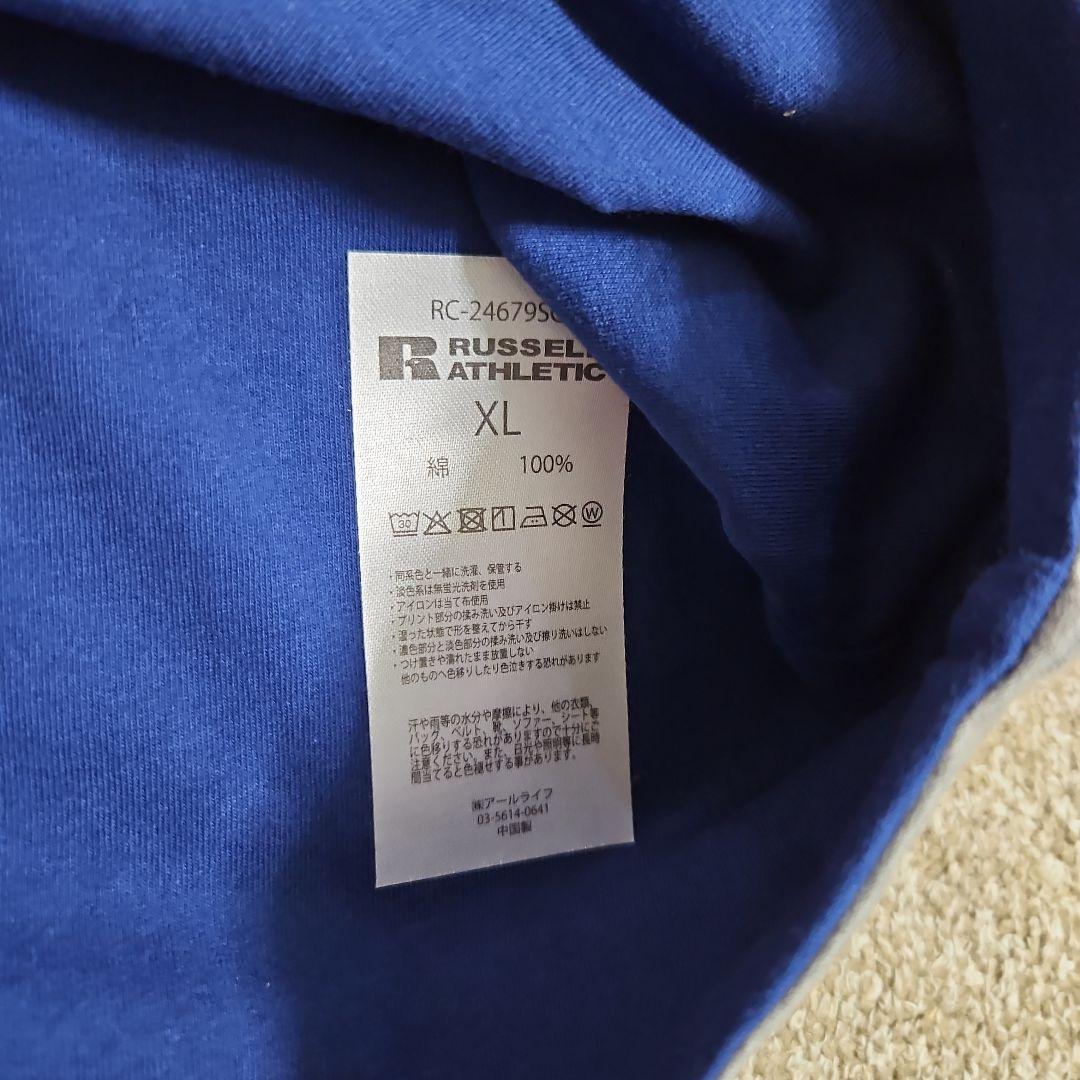 RC-24679SC
RUSSELL
ATHLETIC
XL
綿 100%
30 W
・同系色と一緒に洗濯、保管する
・淡色系は無蛍光洗剤を使用
・アイロンは当て布使用
・プリント部分の揉み洗い及びアイロン掛けは禁止
・湿った状態で形を整えてから干す
・濃色部分と淡色部分の揉み洗い及び擦り洗いはしない
・つけ置きや濡れたまま放置しない
他のものへ色移りしたり色泣きする恐れがあります
汗や雨等の水分や摩擦により、他の衣類、
バッグ、ベルト、靴、ソファー、シート等
に色移りする恐れがありますので十分にご
注意ください。また、日光や照明等に長時
間当てると色褪せする事があります。
㈱アールライフ
03-5614-0641
中国製